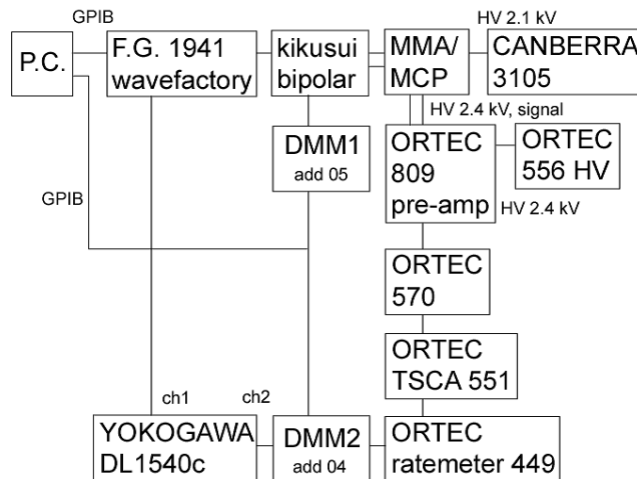 GPIB
HV 2.1 kV
P.C.
F.G. 1941
wavefactory
kikusui
bipolar
MMA/
MCP
CANBERRA
3105
HV 2.4 kV, signal
DMM1
add 05
ORTEC
809
pre-amp
ORTEC
556 HV
GPIB
HV 2.4 kV
ORTEC
570
ORTEC
TSCA 551
ch1
ch2
YOKOGAWA
DL1540c
DMM2
add 04
ORTEC
ratemeter 449